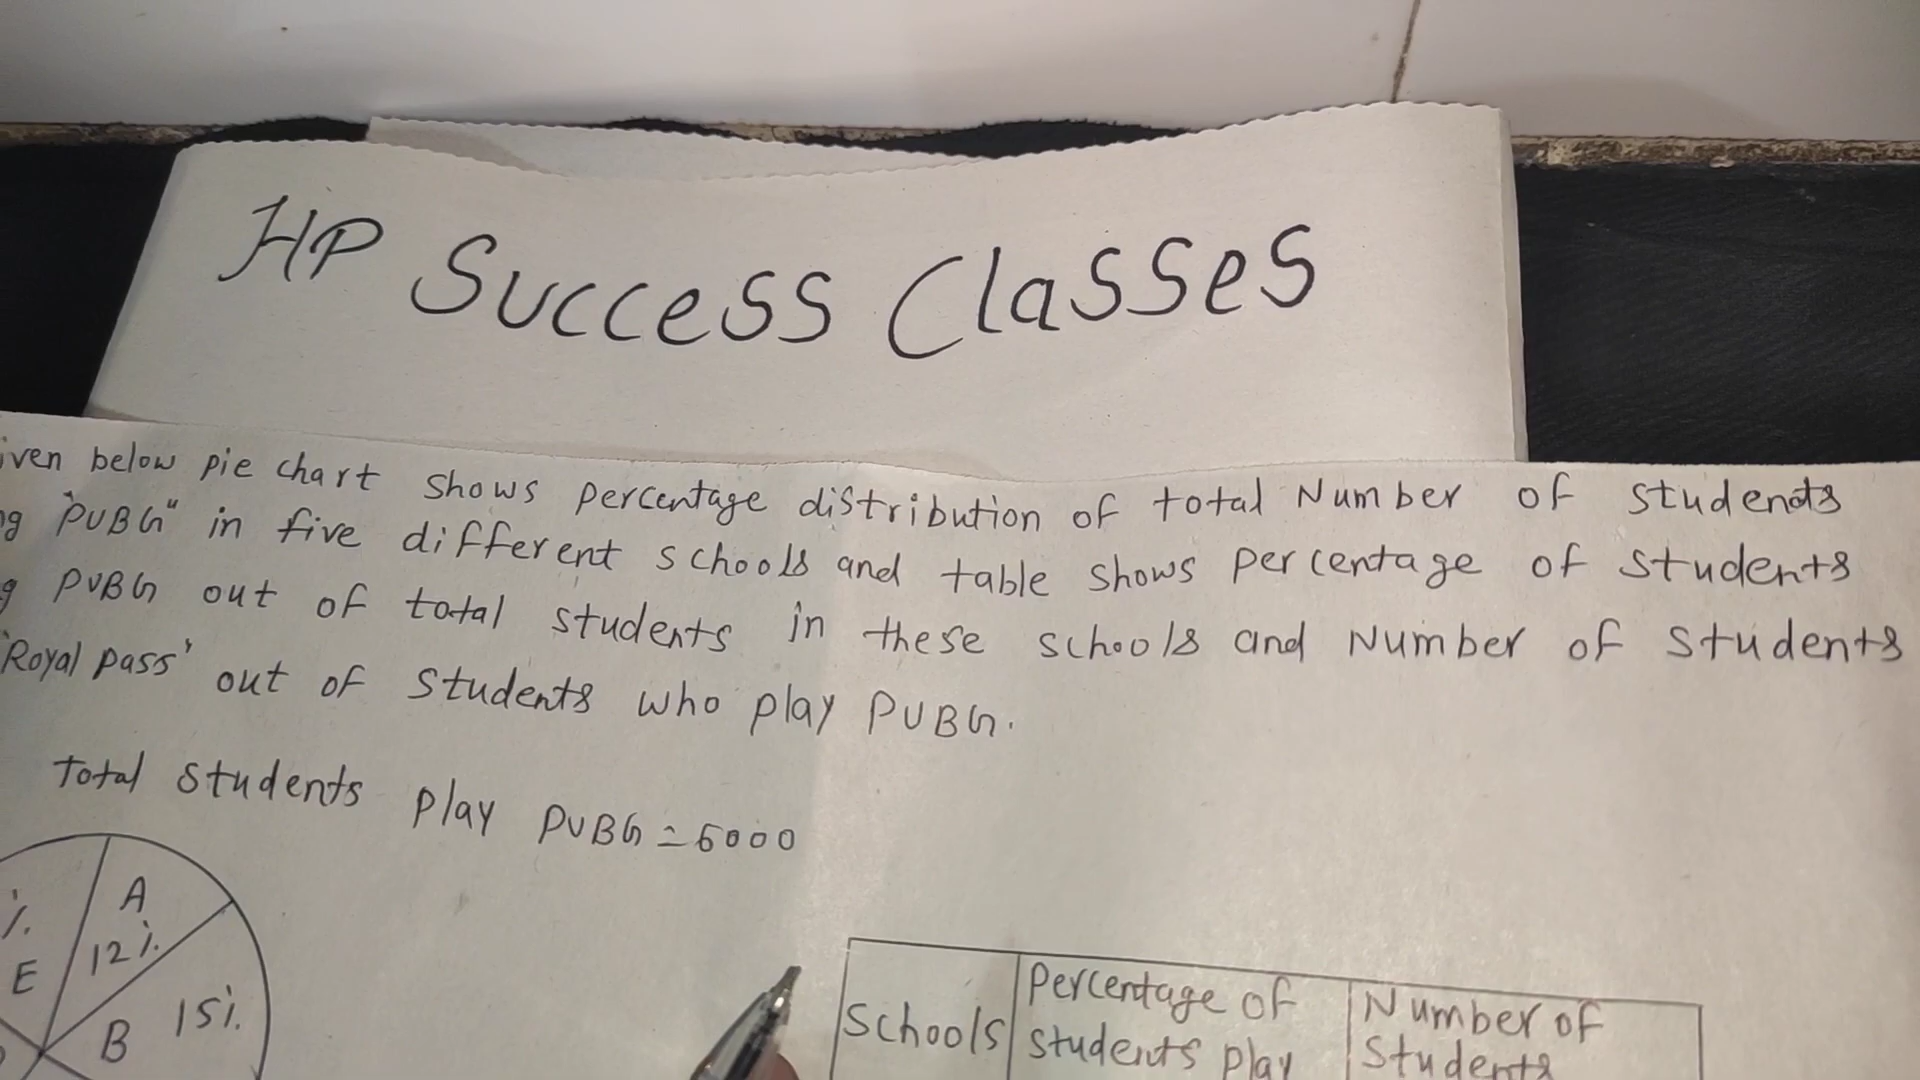 HP Success Classes
iven below pie chart shows percentage distribution of total Number of students
g "PUBG" in five different schools and table shows percentage of students
g PUBG out of total students in these schools and Number of students
'Royal pass' out of students who play PUBG.
Total students play PUBG = 6000
A
12%
%
E
15%
B
Schools
Percentage of
students play
Number of
students